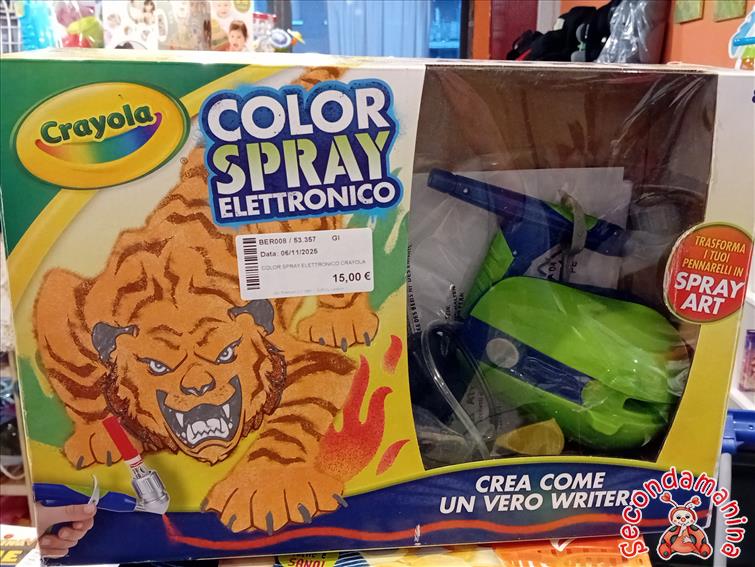 Crayola
COLOR
SPRAY
ELETTRONICO
BER008 / 53.357 GI
Data: 06/11/2025
COLOR SPRAY ELETTRONICO CRAYOLA
15,00 €
TRASFORMA
I TUOI
PENNARELLI IN
SPRAY
ART
CREA COME
UN VERO WRITER
secondamanina